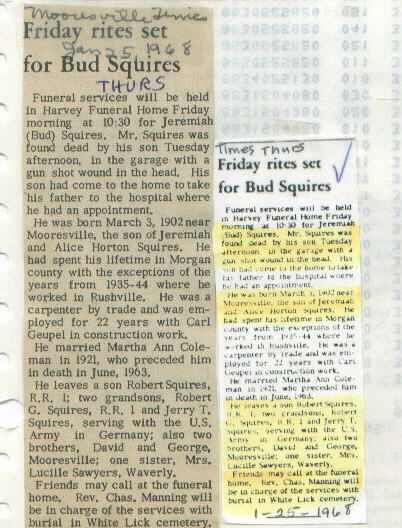 Mooresville Times
Friday rites set
Jan 25, 1968
for Bud Squires
THURS
Funeral services will be held
in Harvey Funeral Home Friday
morning at 10:30 for Jeremiah
(Bud) Squires. Mr. Squires was
found dead by his son Tuesday
afternoon, in the garage with a
gun shot wound in the head. His
son had come to the home to take
his father to the hospital where
he had an appointment.
He was born March 3, 1902 near
Mooresville, the son of Jeremiah
and Alice Horton Squires. He
had spent his lifetime in Morgan
county with the exceptions of the
years from 1935-44 where he
worked in Rushville. He was a
carpenter by trade and was em-
ployed for 22 years with Carl
Geupel in construction work.
He married Martha Ann Cole-
man in 1921, who preceded him
in death in June, 1963.
He leaves a son Robert Squires,
R.R. 1; two grandsons, Robert
G. Squires, R.R. 1 and Jerry T.
Squires, serving with the U.S.
Army in Germany; also two
brothers, David and George,
Mooresville; one sister, Mrs.
Lucille Sawyers, Waverly.
Friends may call at the funeral
home. Rev. Chas. Manning will
be in charge of the services with
burial in White Lick cemetery.
Times Thurs
Friday rites set
for Bud Squires
Funeral services will be held
in Harvey Funeral Home Friday
morning at 10:30 for Jeremiah
(Bud) Squires. Mr. Squires was
found dead by his son Tuesday
afternoon, in the garage with a
gun shot wound in the head. His
son had come to the home to take
his father to the hospital where
he had an appointment.
He was born March 3, 1902 near
Mooresville, the son of Jeremiah
and Alice Horton Squires. He
had spent his lifetime in Morgan
county with the exceptions of the
years from 1935-44 where he
worked in Rushville. He was a
carpenter by trade and was em-
ployed for 22 years with Carl
Geupel in construction work.
He married Martha Ann Cole-
man in 1921, who preceded him
in death in June, 1963.
He leaves a son Robert Squires,
R.R. 1, two grandsons, Robert
G. Squires, R.R. 1 and Jerry T.
Squires, serving with the U.S.
Army in Germany; also two
brothers, David and George,
Mooresville; one sister, Mrs.
Lucille Sawyers, Waverly.
Friends may call at the funeral
home. Rev. Chas. Manning will
be in charge of the services with
burial in White Lick cemetery.
1-25-1968